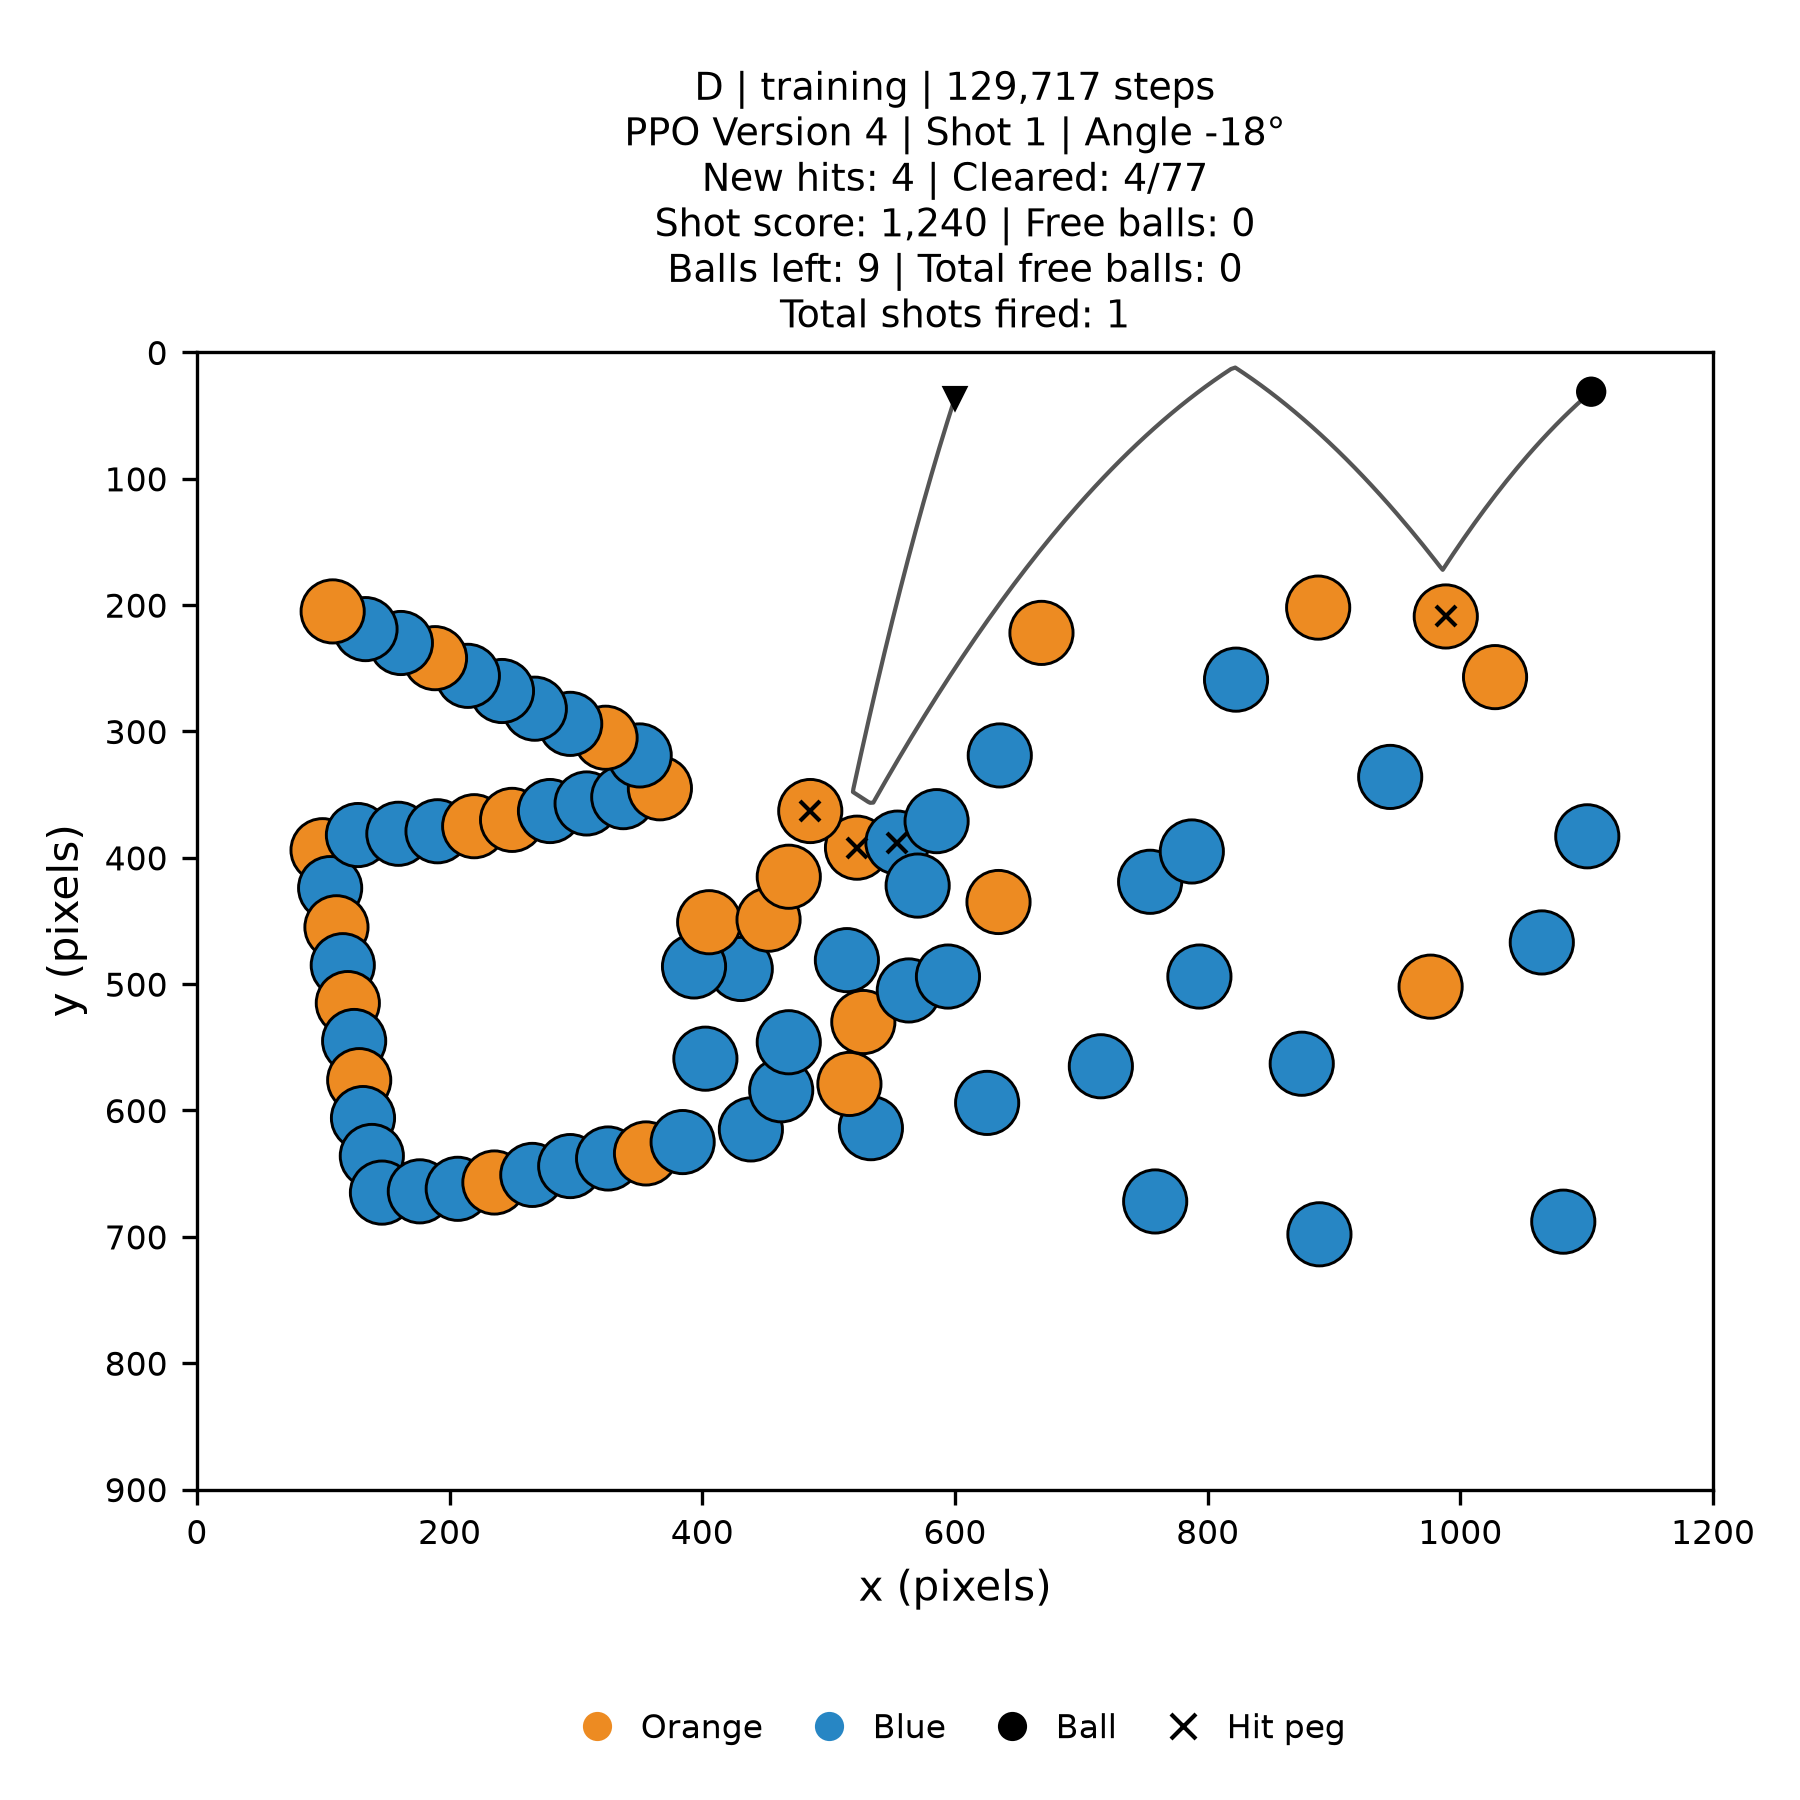 D | training | 129,717 steps
PPO Version 4 | Shot 1 | Angle -18°
New hits: 4 | Cleared: 4/77
Shot score: 1,240 | Free balls: 0
Balls left: 9 | Total free balls: 0
Total shots fired: 1
0
100
200
300
400
500
600
700
800
900
y (pixels)
0 200 400 600 800 1000 1200
x (pixels)
Orange Blue Ball Hit peg